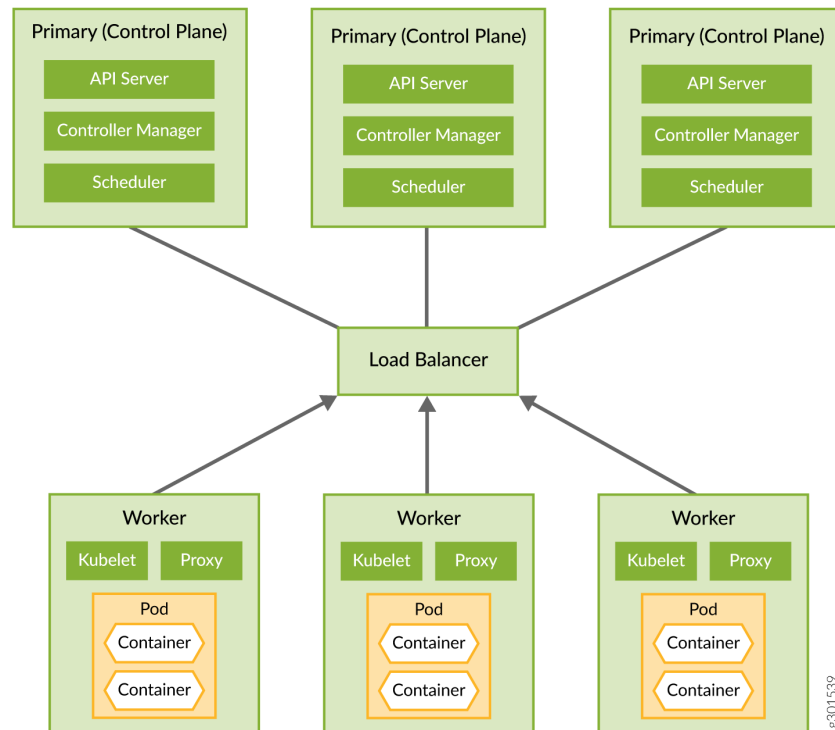 Primary (Control Plane)
API Server
Controller Manager
Scheduler
Primary (Control Plane)
API Server
Controller Manager
Scheduler
Primary (Control Plane)
API Server
Controller Manager
Scheduler
Load Balancer
Worker
Kubelet
Proxy
Pod
Container
Container
Worker
Kubelet
Proxy
Pod
Container
Container
Worker
Kubelet
Proxy
Pod
Container
Container
g301539